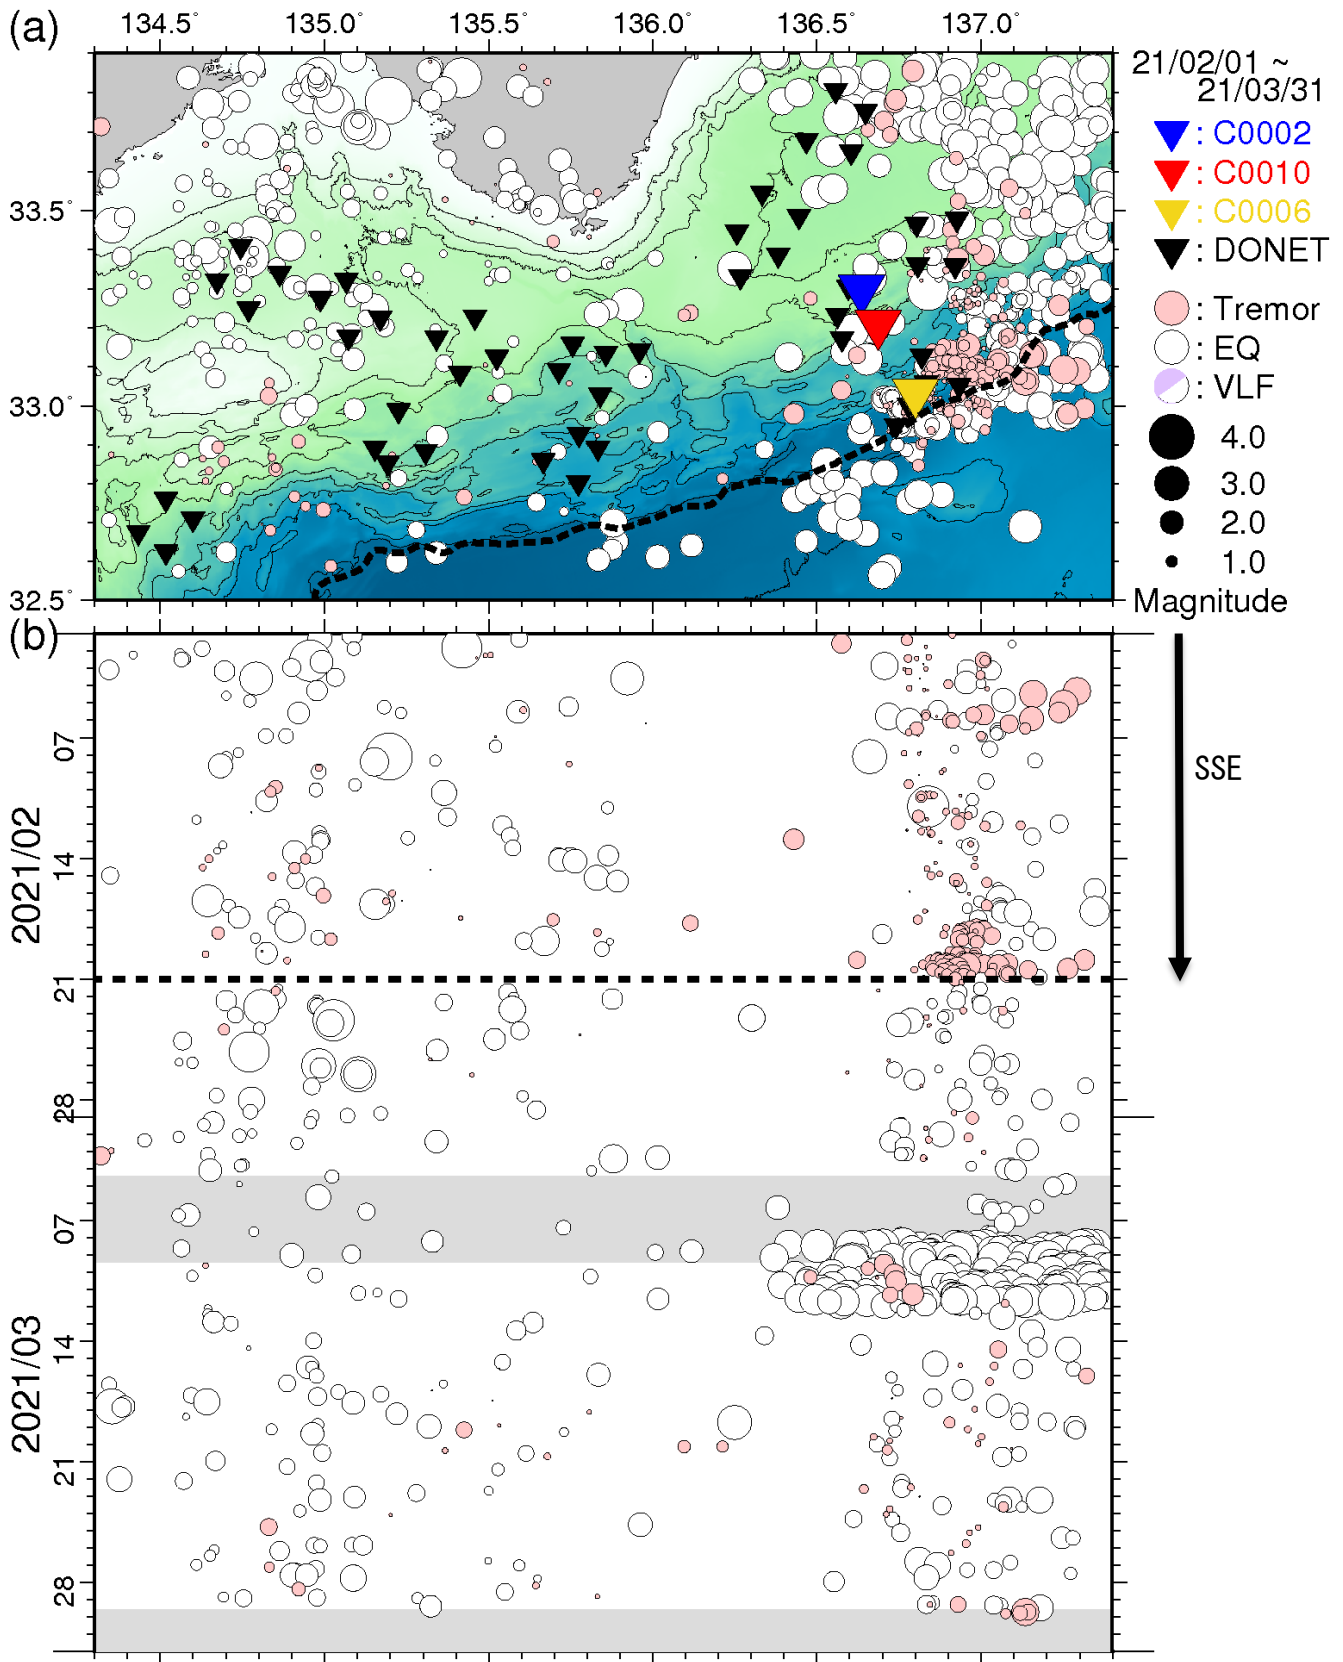 (a)
134.5°
135.0°
135.5°
136.0°
136.5°
137.0°
33.5°
33.0°
32.5°
21/02/01 ~
21/03/31
: C0002
: C0010
: C0006
: DONET
: Tremor
: EQ
: VLF
4.0
3.0
2.0
1.0
Magnitude
(b)
07
14
21
28
07
14
21
28
2021/02
2021/03
SSE